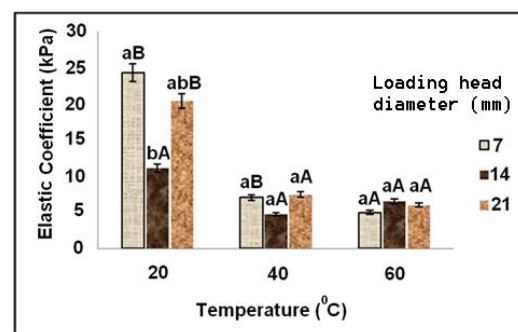 Elastic Coefficient (kPa)
30
25
20
15
10
5
0
aB
bA
abB
aB
aA
aA
aA
aA
aA
20
40
60
Temperature (⁰C)
Loading head
diameter (mm)
7
14
21